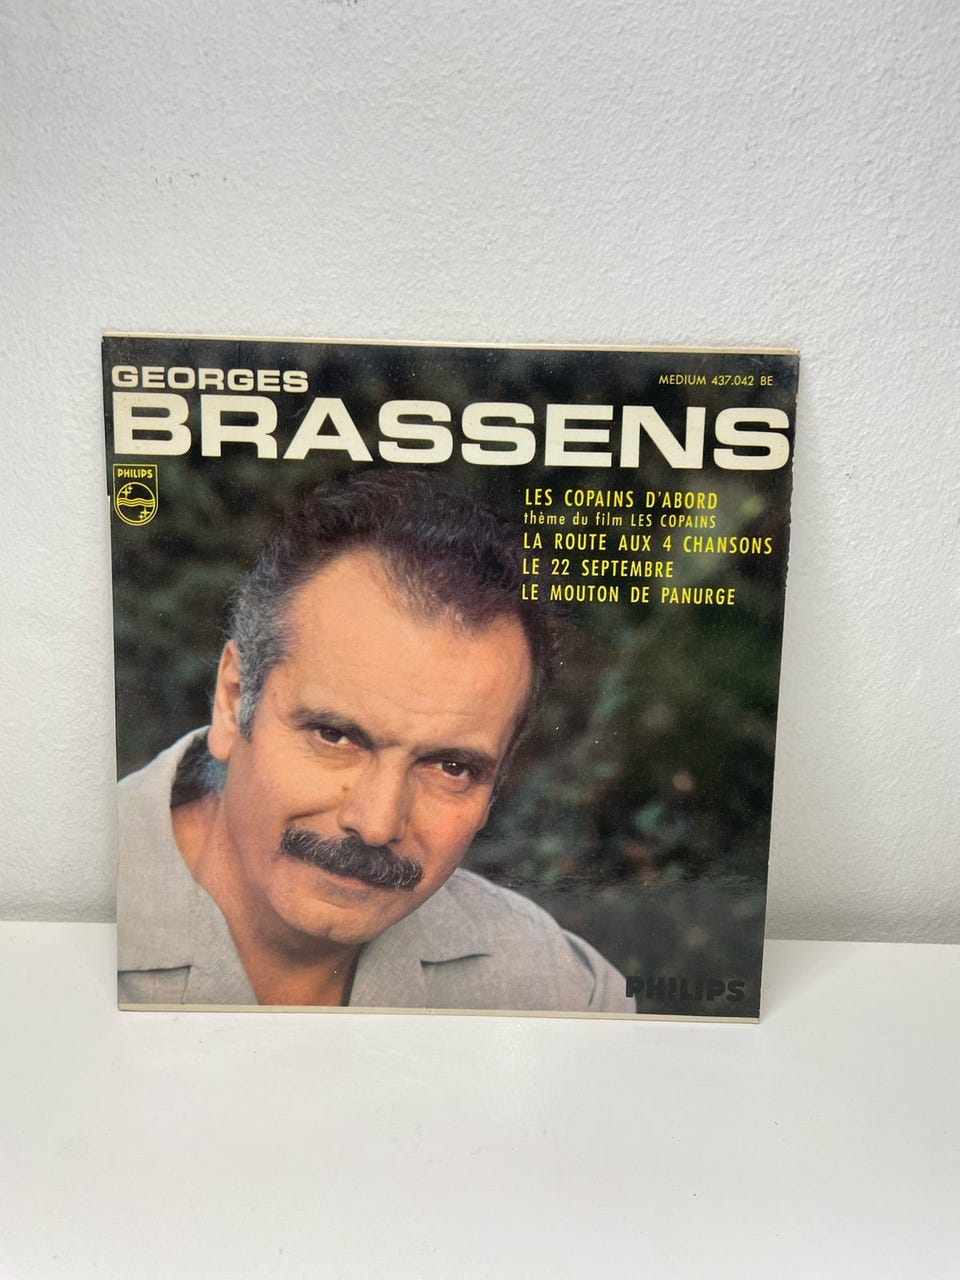 GEORGES
MEDIUM 437.042 BE
BRASSENS
PHILIPS
LES COPAINS D'ABORD
thème du film LES COPAINS
LA ROUTE AUX 4 CHANSONS
LE 22 SEPTEMBRE
LE MOUTON DE PANURGE
PHILIPS